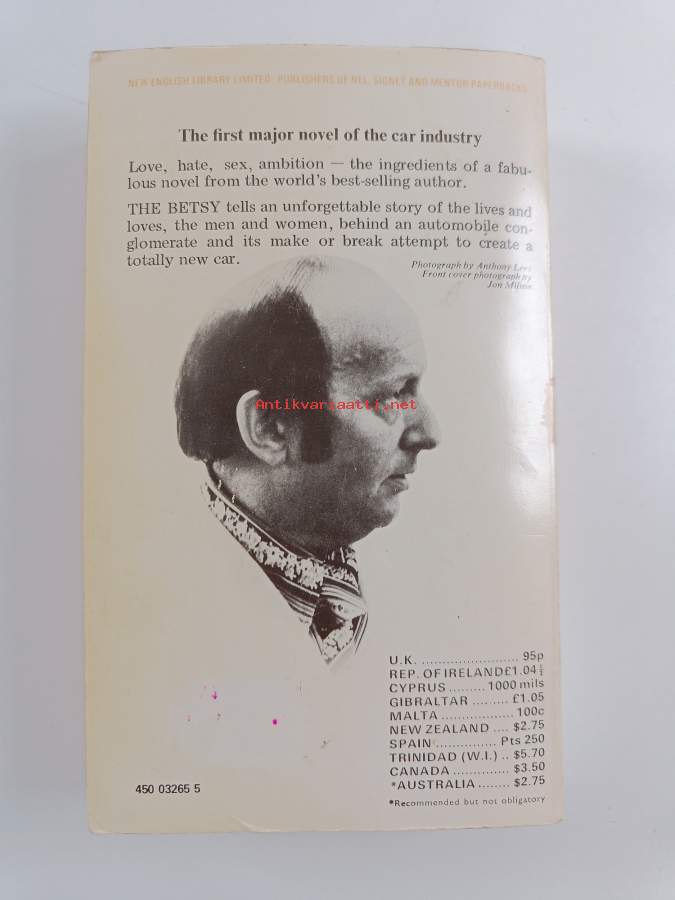 NEW ENGLISH LIBRARY LIMITED: PUBLISHERS OF NEL, SIGNET AND MENTOR PAPERBACKS
The first major novel of the car industry
Love, hate, sex, ambition — the ingredients of a fabu-
lous novel from the world's best-selling author.
THE BETSY tells an unforgettable story of the lives and
loves, the men and women, behind an automobile con-
glomerate and its make or break attempt to create a
totally new car.
Photograph by Anthony
Front cover photograph by
Jon
Antikvariaatti.net
U.K. .......................... 95p
REP. OF IRELAND £1.04½
CYPRUS ......... 1000 mils
GIBRALTAR ......... £1.05
MALTA ................... 100c
NEW ZEALAND .... $2.75
SPAIN ................ Pts 250
TRINIDAD (W.I.) .. $5.70
CANADA ............... $3.50
*AUSTRALIA ........ $2.75
*Recommended but not obligatory
450 03265 5